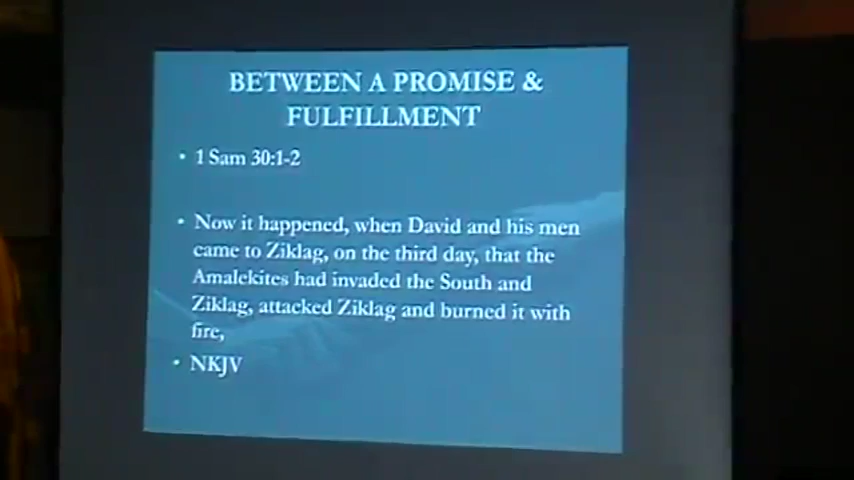 BETWEEN A PROMISE &
FULFILLMENT
• 1 Sam 30:1-2
• Now it happened, when David and his men
came to Ziklag, on the third day, that the
Amalekites had invaded the South and
Ziklag, attacked Ziklag and burned it with
fire,
• NKJV